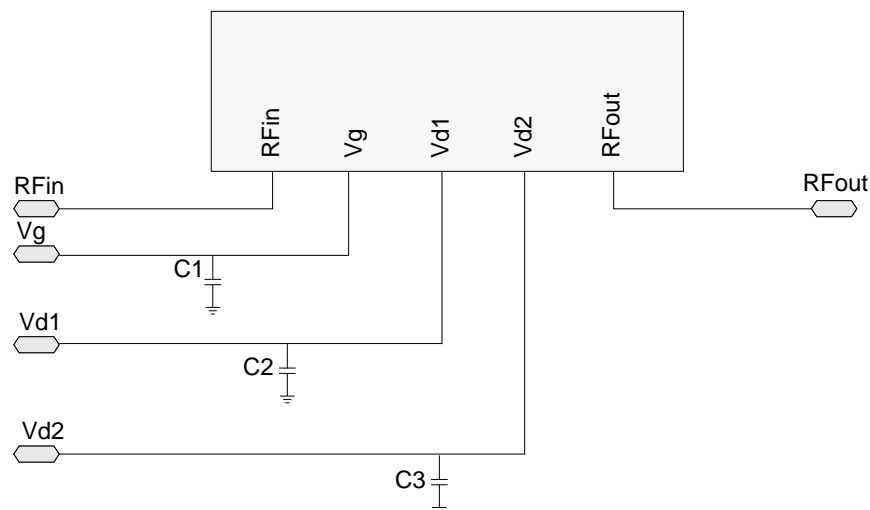 RFin
Vg
Vd1
Vd2
RFout
RFin
RFout
Vg
C1
Vd1
C2
Vd2
C3